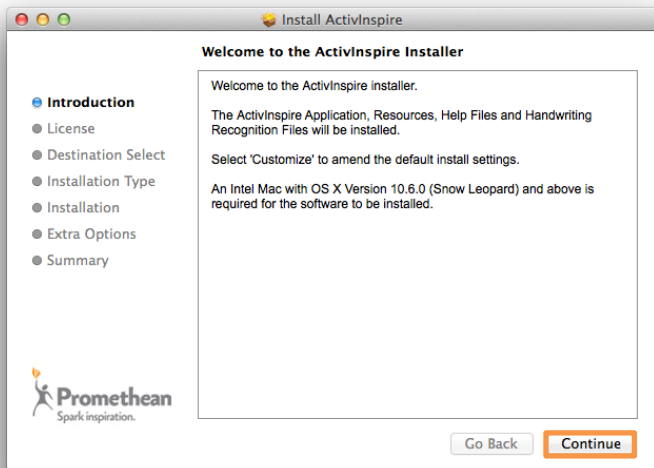 Install ActivInspire
Welcome to the ActivInspire Installer
Introduction
License
Destination Select
Installation Type
Installation
Extra Options
Summary
Welcome to the ActivInspire installer.
The ActivInspire Application, Resources, Help Files and Handwriting
Recognition Files will be installed.
Select 'Customize' to amend the default install settings.
An Intel Mac with OS X Version 10.6.0 (Snow Leopard) and above is
required for the software to be installed.
Promethean
Spark inspiration.
Go Back
Continue